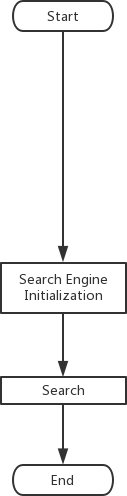 Start
Search Engine
Initialization
Search
End